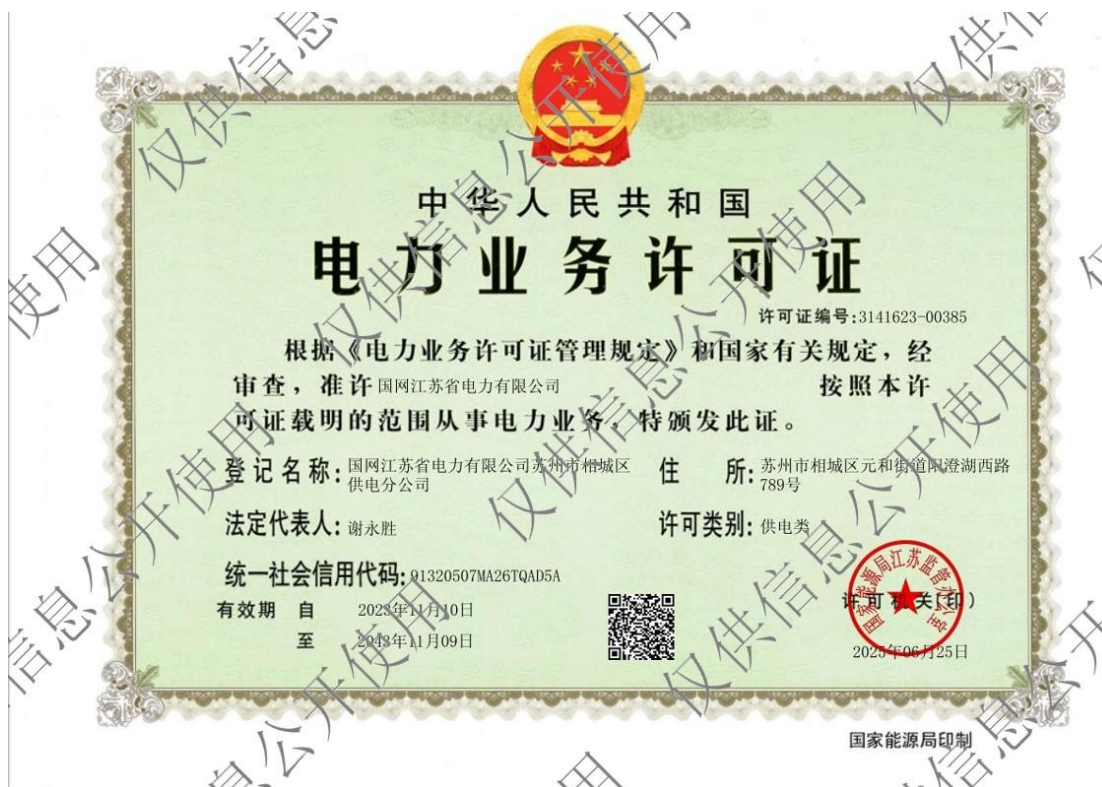 中华人民共和国
电力业务许可证
许可证编号:3141623-00385
根据《电力业务许可证管理规定》和国家有关规定，经
审查，准许 国网江苏省电力有限公司 按照本许
可证载明的范围从事电力业务，特颁发此证。
登记名称: 国网江苏省电力有限公司苏州市相城区
供电分公司
住 所: 苏州市相城区元和街道阳澄湖西路
789号
法定代表人: 谢永胜
许可类别: 供电类
统一社会信用代码: 91320507MA26TQAD5A
有效期 自 2023年11月10日
至 2043年11月09日
许可机关(印)
国家能源局江苏监管办公室
2025年06月25日
国家能源局印制
仅供信息公开使用